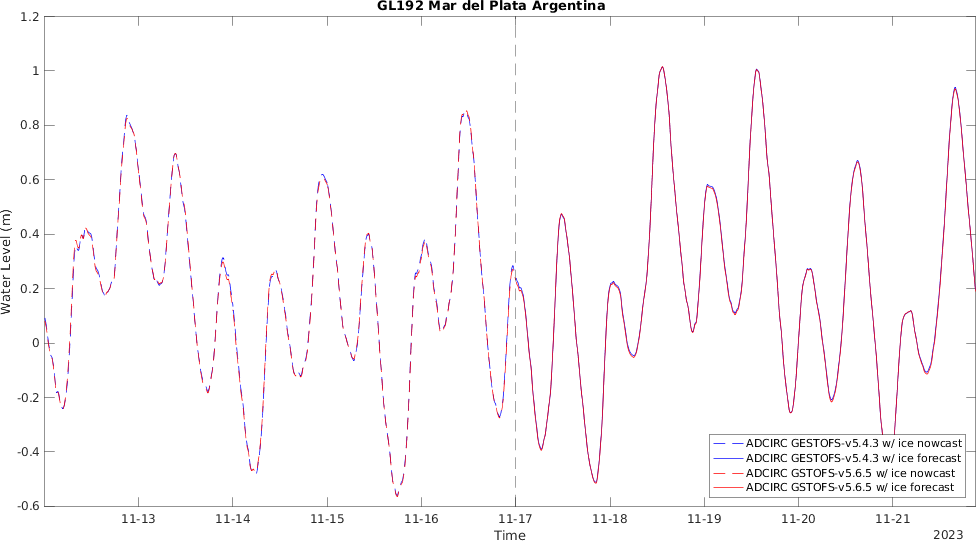 GL192 Mar del Plata Argentina
1.2
1
0.8
0.6
0.4
0.2
0
-0.2
-0.4
-0.6
Water Level (m)
11-13
11-14
11-15
11-16
11-17
11-18
11-19
11-20
11-21
Time
2023
ADCIRC GESTOFS-v5.4.3 w/ ice nowcast
ADCIRC GESTOFS-v5.4.3 w/ ice forecast
ADCIRC GSTOFS-v5.6.5 w/ ice nowcast
ADCIRC GSTOFS-v5.6.5 w/ ice forecast